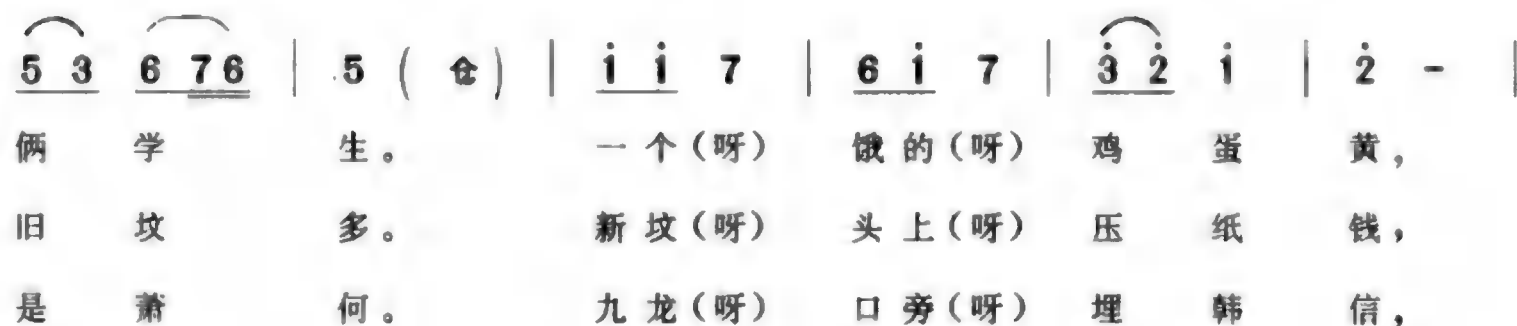 5 3 6 7 6 | 5 ( 仓 ) | i̇ i̇ 7 | 6 i̇ 7 | 3̇ 2̇ i̇ | 2̇ - |
俩 学 生。 一 个(呀) 饿 的(呀) 鸡 蛋 黄,
旧 坟 多。 新 坟(呀) 头 上(呀) 压 纸 钱,
是 萧 何。 九 龙(呀) 口 旁(呀) 埋 韩 信,